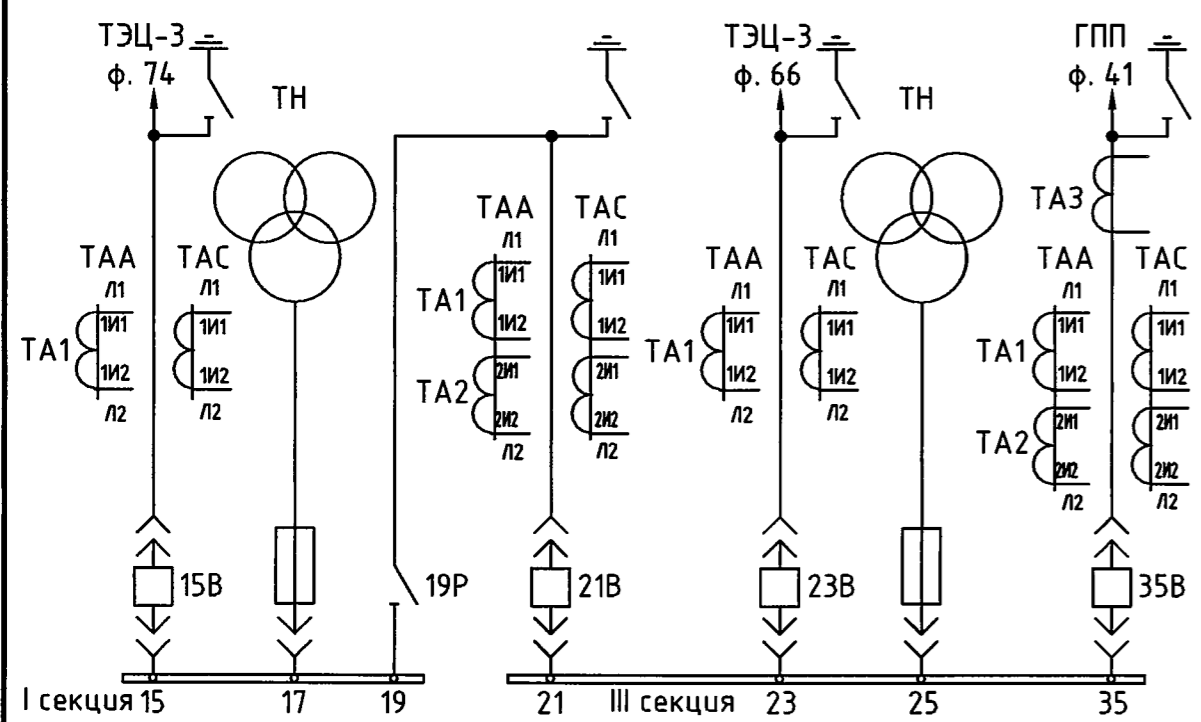 ТЭЦ-3
ф. 74
ТН
ТЭЦ-3
ф. 66
ТН
ГПП
ф. 41
ТА3
ТАА
ТАС
Л1
Л1
ТА1
1И1
1И2
1И1
1И2
Л2
Л2
ТАА
ТАС
Л1
Л1
ТА1
1И1
1И2
1И1
1И2
ТА2
2И1
2И2
2И1
2И2
Л2
Л2
ТАА
ТАС
Л1
Л1
ТА1
1И1
1И2
1И1
1И2
Л2
Л2
ТАА
ТАС
Л1
Л1
ТА1
1И1
1И2
1И1
1И2
ТА2
2И1
2И2
2И1
2И2
Л2
Л2
15В
19Р
21В
23В
35В
I секция 15 17 19 21 III секция 23 25 35